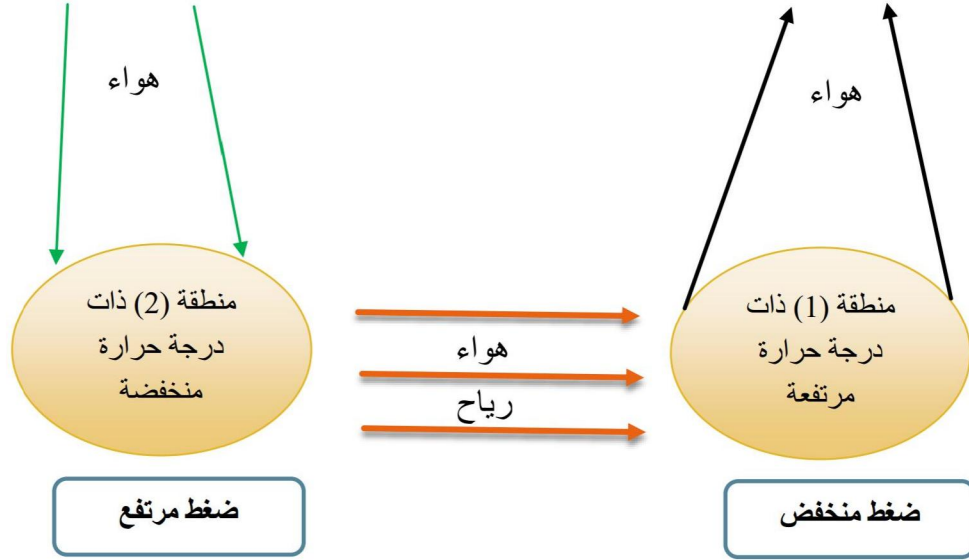 هواء
هواء
منطقة (1) ذات
درجة حرارة
مرتفعة
هواء
رياح
منطقة (2) ذات
درجة حرارة
منخفضة
ضغط منخفض
ضغط مرتفع